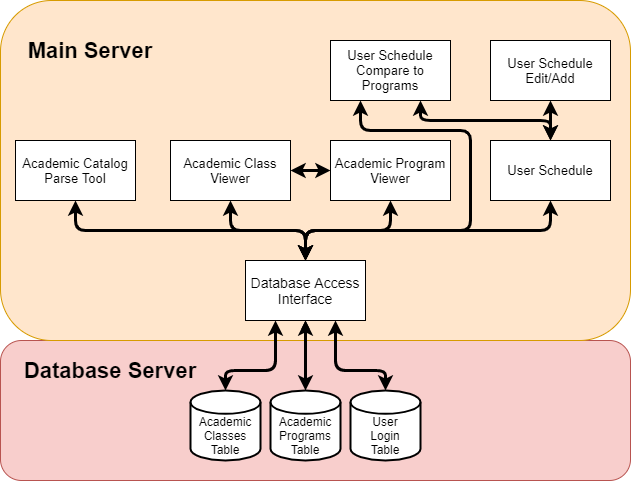 Main Server
User Schedule
Compare to
Programs
User Schedule
Edit/Add
Academic Catalog
Parse Tool
Academic Class
Viewer
Academic Program
Viewer
User Schedule
Database Access
Interface
Database Server
Academic
Classes
Table
Academic
Programs
Table
User
Login
Table